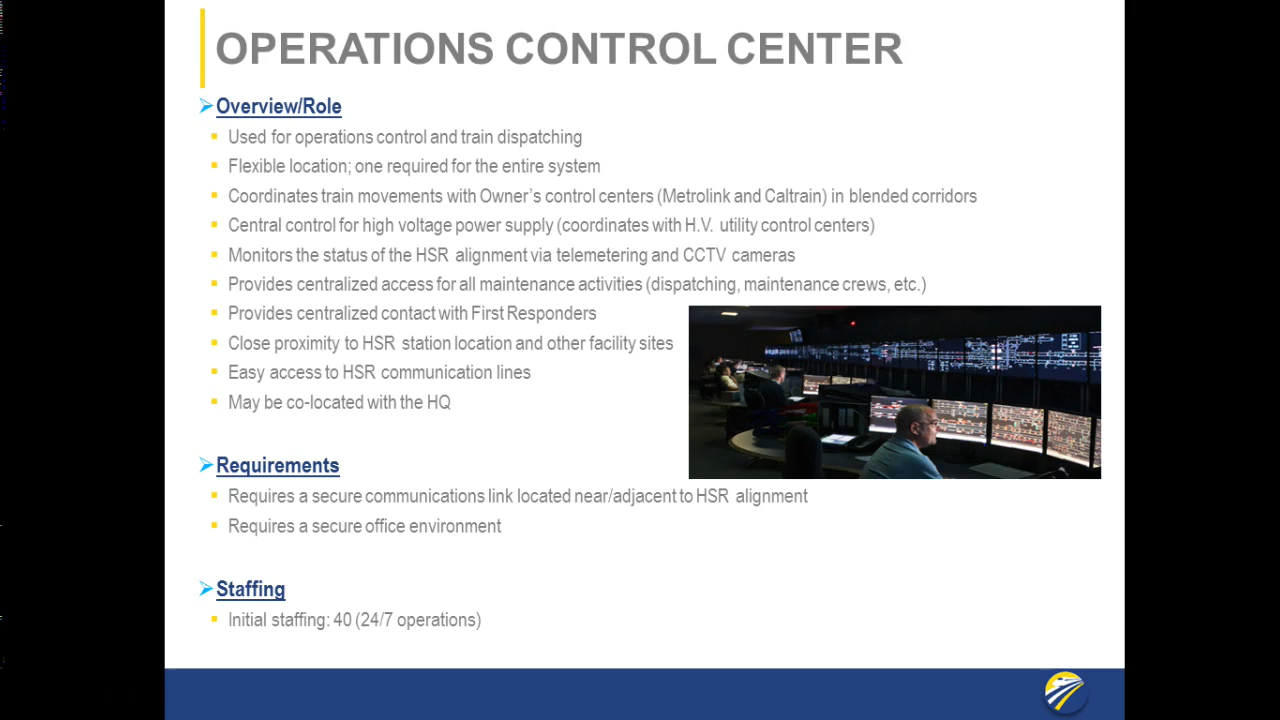 OPERATIONS CONTROL CENTER
Overview/Role
Used for operations control and train dispatching
Flexible location; one required for the entire system
Coordinates train movements with Owner's control centers (Metrolink and Caltrain) in blended corridors
Central control for high voltage power supply (coordinates with H.V. utility control centers)
Monitors the status of the HSR alignment via telemetering and CCTV cameras
Provides centralized access for all maintenance activities (dispatching, maintenance crews, etc.)
Provides centralized contact with First Responders
Close proximity to HSR station location and other facility sites
Easy access to HSR communication lines
May be co-located with the HQ
Requirements
Requires a secure communications link located near/adjacent to HSR alignment
Requires a secure office environment
Staffing
Initial staffing: 40 (24/7 operations)